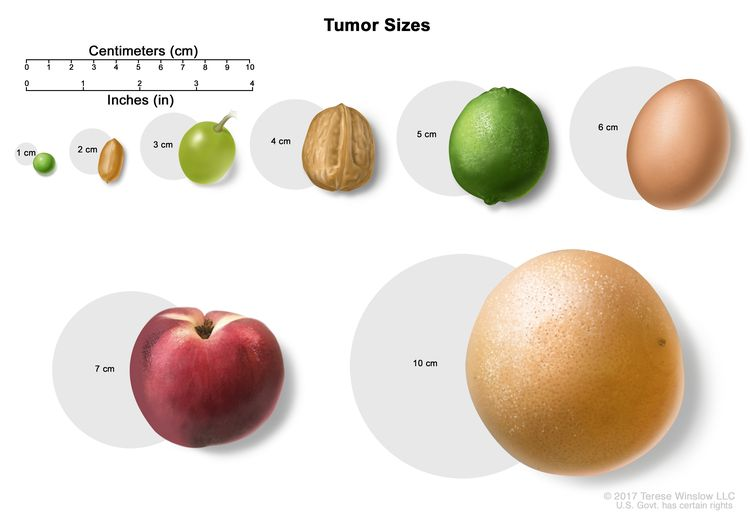 Tumor Sizes
Centimeters (cm)
0 1 2 3 4 5 6 7 8 9 10
0 1 2 3 4
Inches (in)
1 cm
2 cm
3 cm
4 cm
5 cm
6 cm
7 cm
10 cm
© 2017 Terese Winslow LLC
U.S. Govt. has certain rights